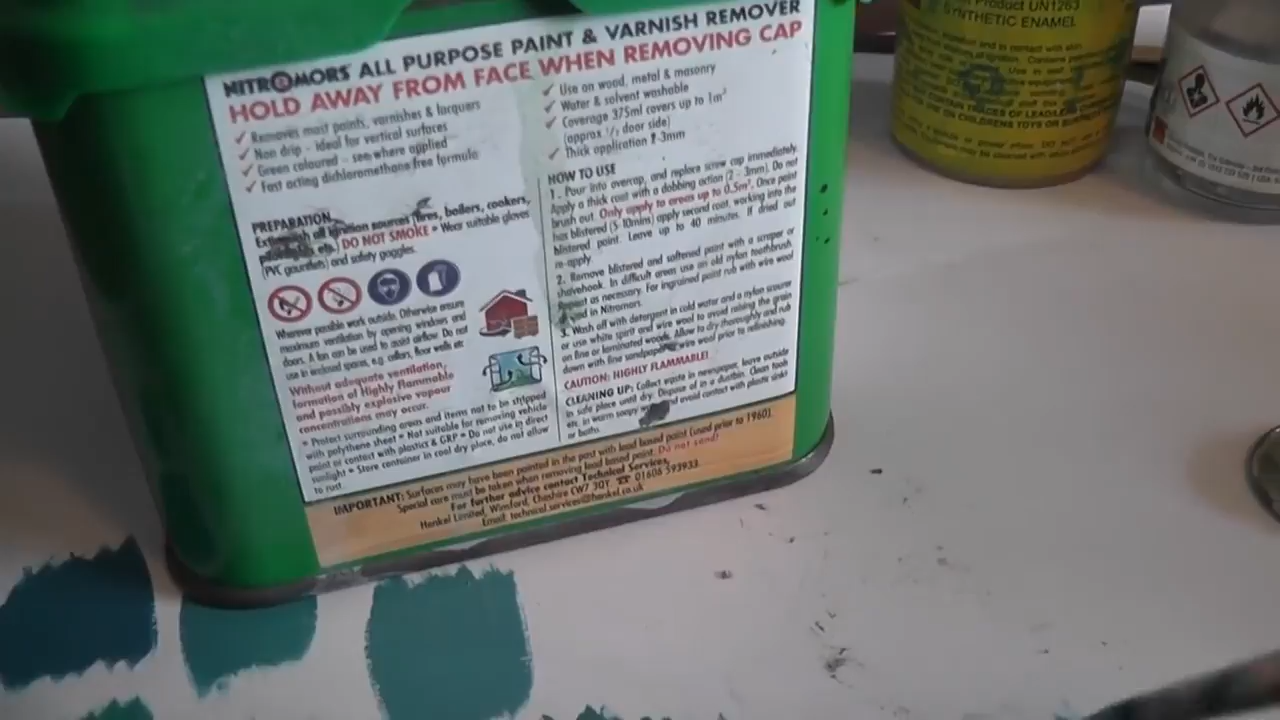 NITROMORS ALL PURPOSE PAINT & VARNISH REMOVER
HOLD AWAY FROM FACE WHEN REMOVING CAP
✓ Removes most paints, varnishes & lacquers
✓ Non drip - ideal for vertical surfaces
✓ Green coloured - see where applied
✓ Fast acting dichloromethane free formula
✓ Use on wood, metal & masonry
✓ Water & solvent washable
✓ Coverage 375ml covers up to 1m²
(approx. ½ door side)
✓ Thick application 2-3mm
PREPARATION
all ignition sources (fires, boilers, cookers,
etc.) DO NOT SMOKE • Wear suitable gloves
(PVC gauntlets) and safety goggles.
Wherever possible work outside. Otherwise ensure
maximum ventilation by opening windows and
doors. A fan can be used to assist airflow. Do not
use in enclosed spaces, e.g. cellars, floor wells etc
Without adequate ventilation,
formation of Highly flammable
and possibly explosive vapour
concentrations may occur.
• Protect surrounding areas and items not to be stripped
with polythene sheet • Not suitable for removing vehicle
paint or contact with plastics & GRP • Do not use in direct
sunlight • Store container in cool dry place, do not allow
to rust.
HOW TO USE
1. Pour into overcap, and replace screw cap immediately.
Apply a thick coat with a dabbing action (2 - 3mm). Do not
brush out. Only apply to areas up to 0.5m². Once paint
has blistered (5-10mins) apply second coat, working into the
blistered paint. Leave up to 40 minutes. If dried out
re-apply.
2. Remove blistered and softened paint with a scraper or
shavehook. In difficult areas use an old nylon toothbrush.
Repeat as necessary. For ingrained paint rub with wire wool
in Nitromors.
3. Wash off with detergent in cold water and a nylon scourer
or use white spirit and wire wool to avoid raising the grain
on fine or laminated woods. Allow to dry thoroughly and rub
down with fine sandpaper wire wool prior to refinishing.
CAUTION: HIGHLY FLAMMABLE!
CLEANING UP: Collect waste in newspaper, leave outside
in safe place until dry. Dispose of in a dustbin. Clean tools
etc. in warm soapy and avoid contact with plastic sinks
or baths.
IMPORTANT: Surfaces may have been painted in the past with lead based paint (used prior to 1960).
Special care must be taken when removing lead based paint. Do not sand!
For further advice contact Technical Services,
Henkel Limited, Winsford, Cheshire CW7 3QY. ☎ 01606 593933
Email: technical.services@henkel.co.uk
Product UN1263
SYNTHETIC ENAMEL